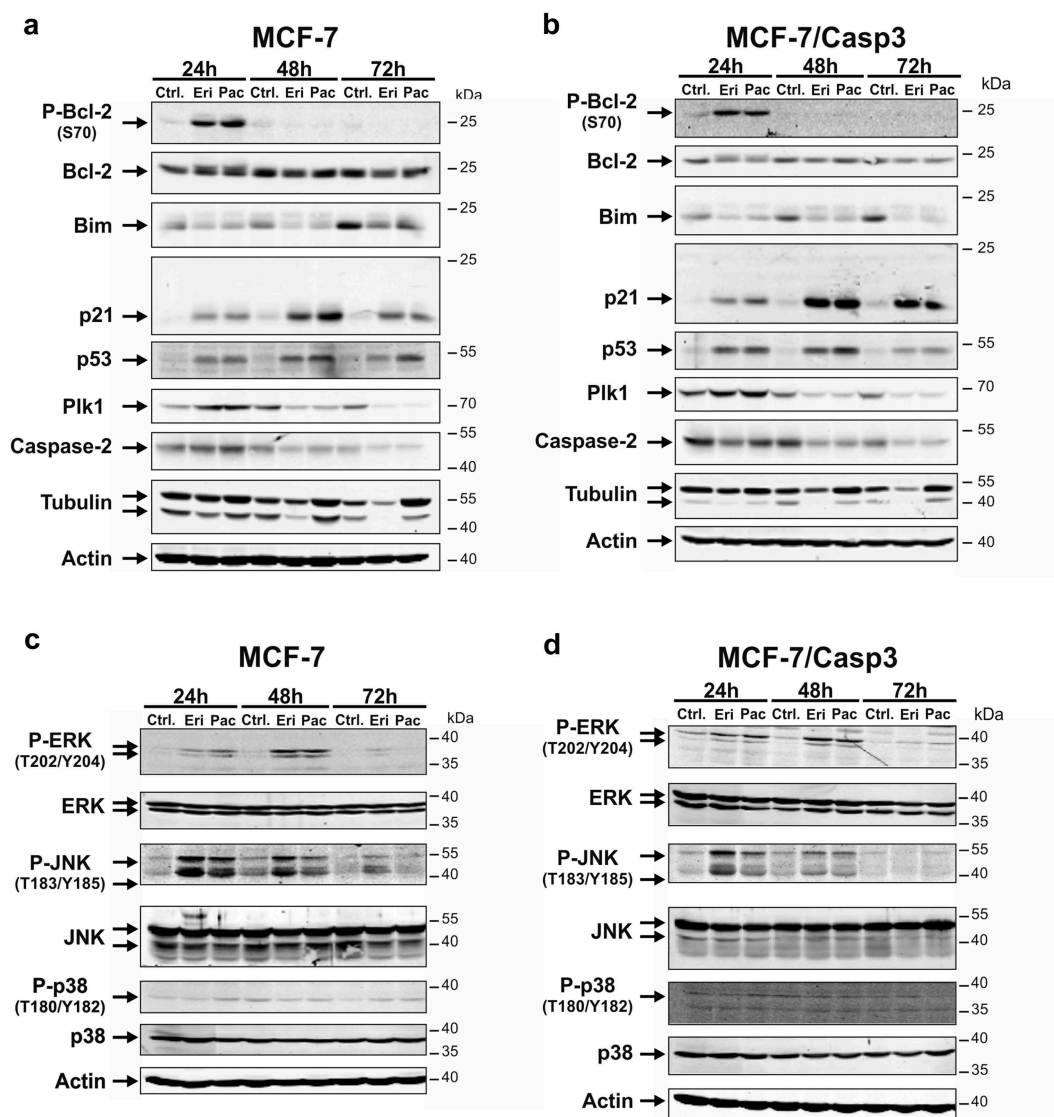 a
MCF-7
24h 48h 72h
Ctrl. Eri Pac Ctrl. Eri Pac Ctrl. Eri Pac
kDa
P-Bcl-2
(S70)
– 25
Bcl-2
– 25
Bim
– 25
– 25
p21
p53
– 55
Plk1
– 70
Caspase-2
– 55
– 40
Tubulin
– 55
– 40
Actin
– 40
b
MCF-7/Casp3
24h 48h 72h
Ctrl. Eri Pac Ctrl. Eri Pac Ctrl. Eri Pac
kDa
P-Bcl-2
(S70)
– 25
Bcl-2
– 25
Bim
– 25
– 25
p21
p53
– 55
Plk1
– 70
Caspase-2
– 55
– 40
Tubulin
– 55
– 40
Actin
– 40
c
MCF-7
24h 48h 72h
Ctrl. Eri Pac Ctrl. Eri Pac Ctrl. Eri Pac
kDa
P-ERK
(T202/Y204)
– 40
– 35
ERK
– 40
– 35
P-JNK
(T183/Y185)
– 55
– 40
JNK
– 55
– 40
P-p38
(T180/Y182)
– 40
p38
– 40
– 35
Actin
– 40
d
MCF-7/Casp3
24h 48h 72h
Ctrl. Eri Pac Ctrl. Eri Pac Ctrl. Eri Pac
kDa
P-ERK
(T202/Y204)
– 40
– 35
ERK
– 40
– 35
P-JNK
(T183/Y185)
– 55
– 40
JNK
– 55
– 40
P-p38
(T180/Y182)
– 40
– 35
p38
– 40
– 35
Actin
– 40